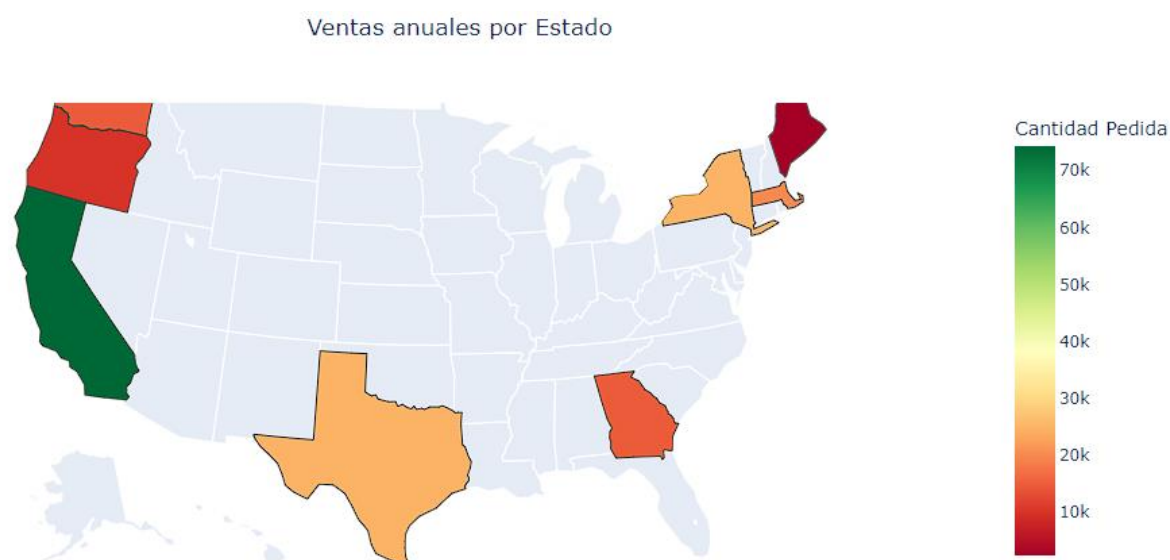 Ventas anuales por Estado
Cantidad Pedida
70k
60k
50k
40k
30k
20k
10k